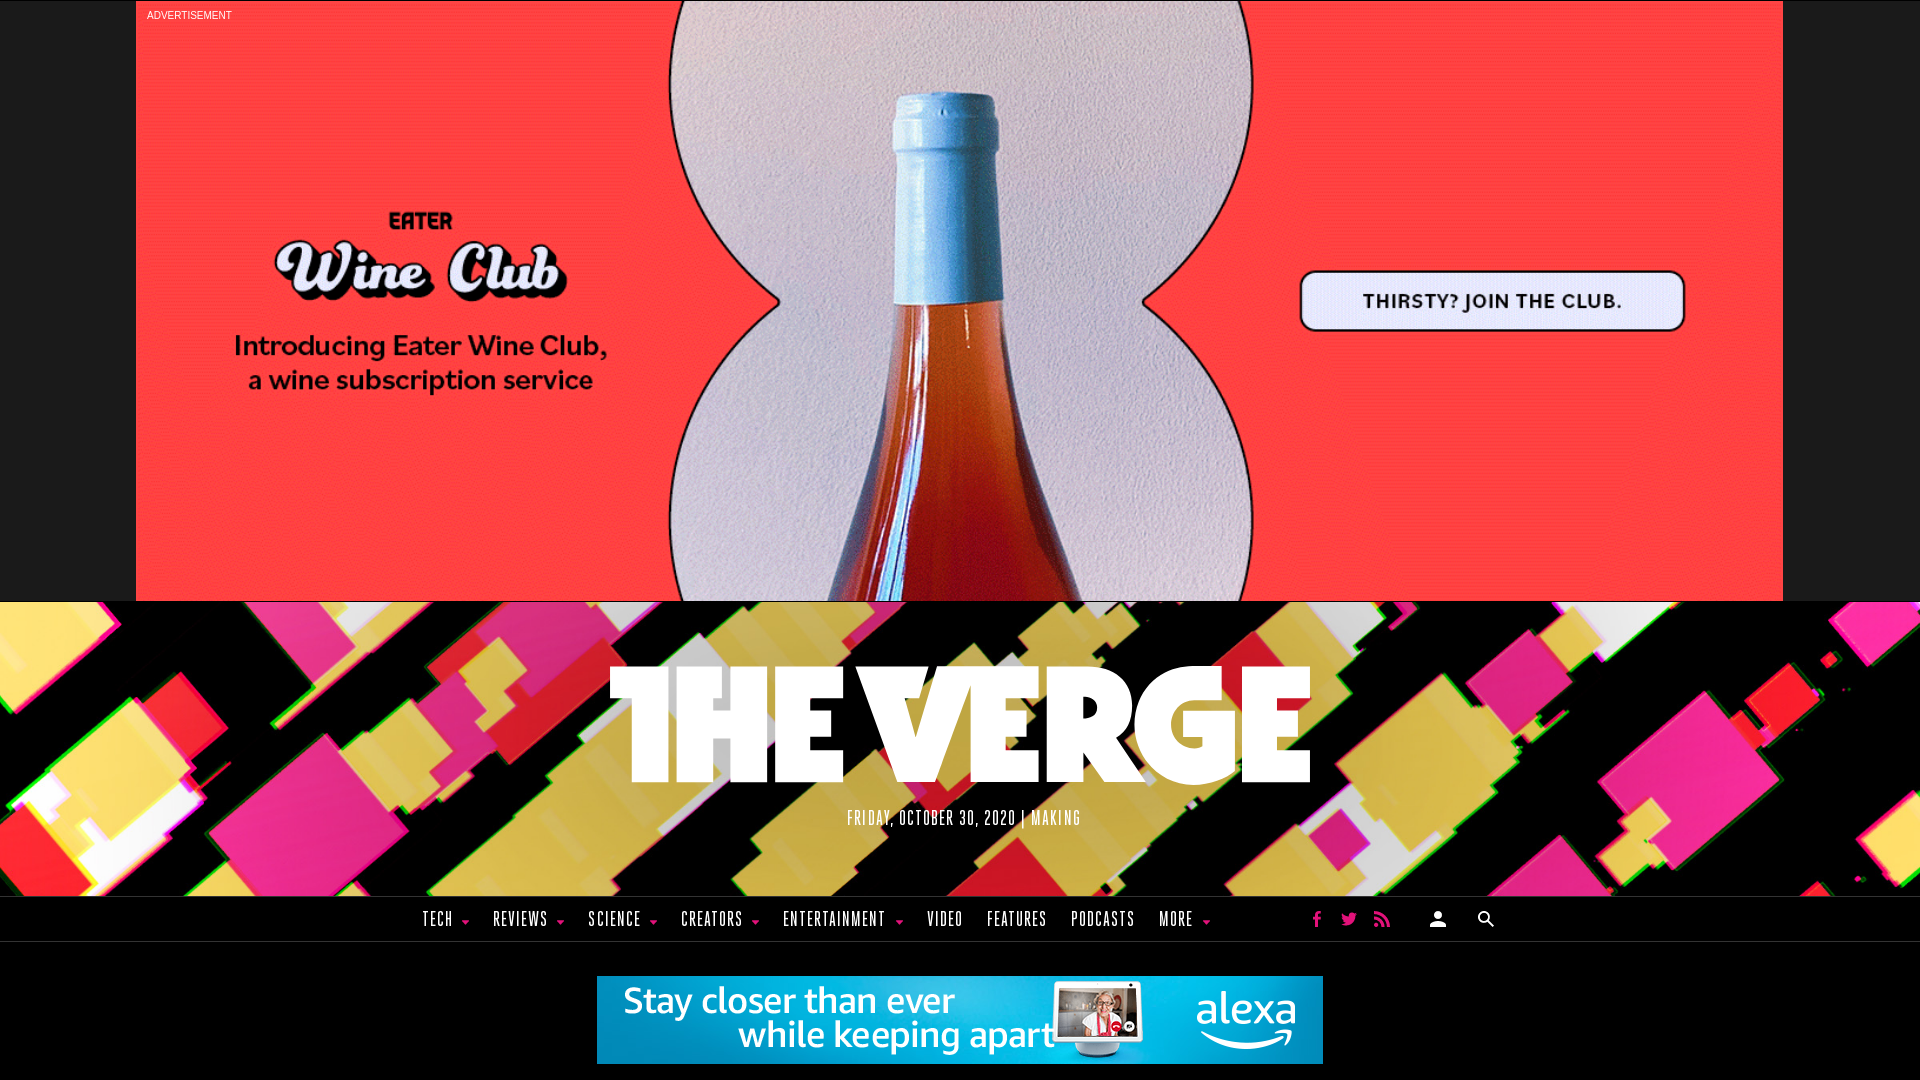 ADVERTISEMENT
EATER
Wine Club
Introducing Eater Wine Club,
a wine subscription service
THIRSTY? JOIN THE CLUB.
THE VERGE
FRIDAY, OCTOBER 30, 2020 | MAKING
TECH REVIEWS SCIENCE CREATORS ENTERTAINMENT VIDEO FEATURES PODCASTS MORE
Stay closer than ever
while keeping apart
alexa